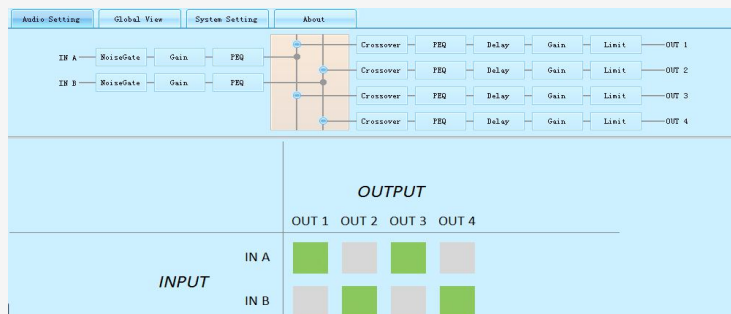 Audio Setting Global View System Setting About
Crossover PEQ Delay Gain Limit OUT 1
IN A NoiseGate Gain PEQ
Crossover PEQ Delay Gain Limit OUT 2
IN B NoiseGate Gain PEQ
Crossover PEQ Delay Gain Limit OUT 3
Crossover PEQ Delay Gain Limit OUT 4
OUTPUT
OUT 1 OUT 2 OUT 3 OUT 4
IN A
INPUT
IN B